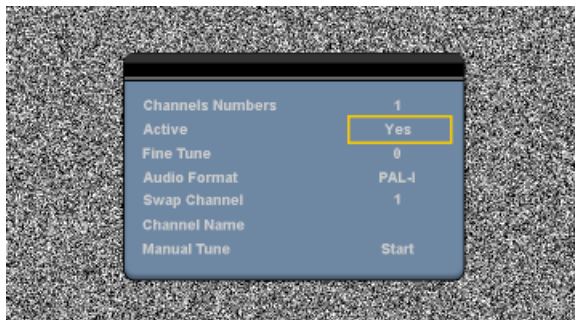 Channels Numbers 1
Active Yes
Fine Tune 0
Audio Format PAL-I
Swap Channel 1
Channel Name
Manual Tune Start